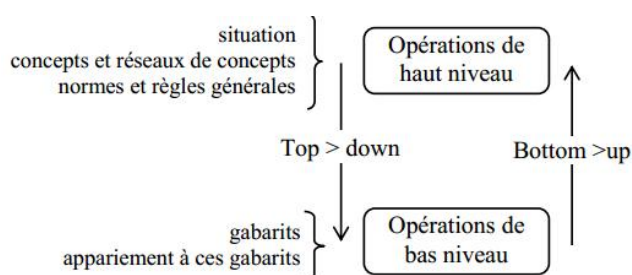 situation
concepts et réseaux de concepts
normes et règles générales
Opérations de
haut niveau
Top > down
Bottom >up
gabarits
appariement à ces gabarits
Opérations de
bas niveau